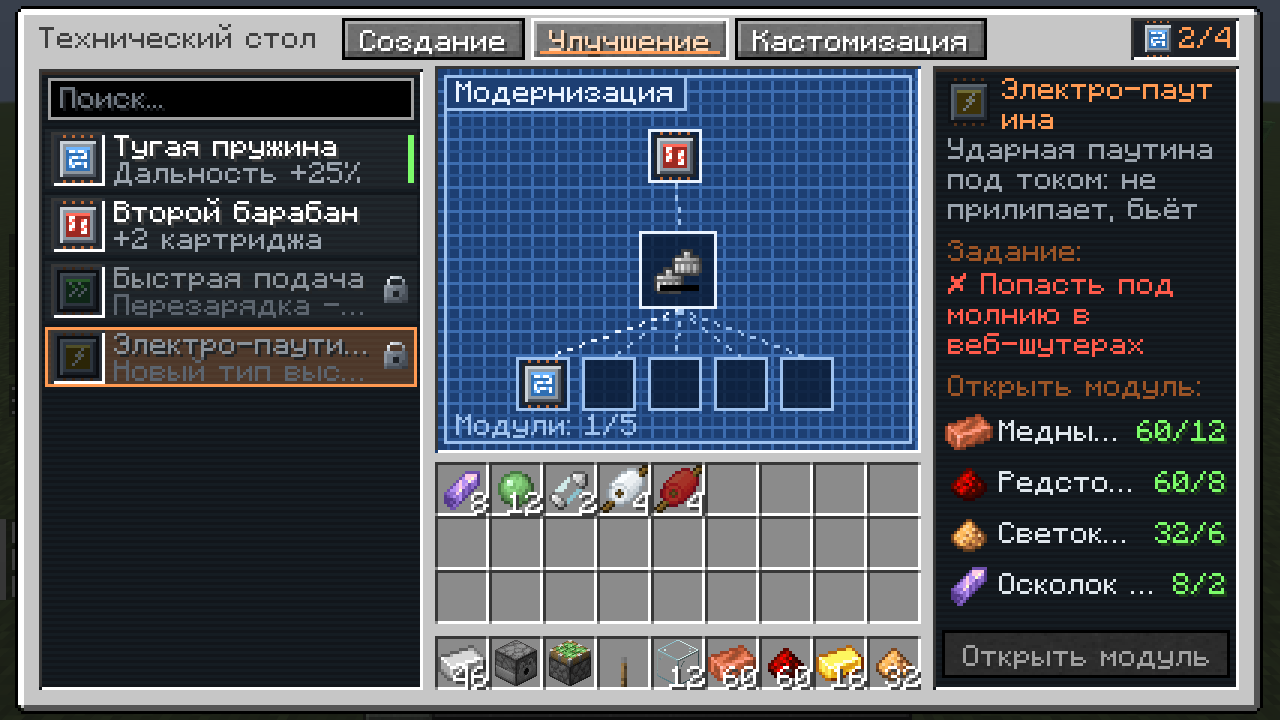 Технический стол
Создание
Улучшение
Кастомизация
2/4
Поиск...
Тугая пружина
Дальность +25%
Второй барабан
+2 картриджа
Быстрая подача
Перезарядка -...
Электро-паути...
Новый тип выс...
Модернизация
Модули: 1/5
8
12
2
4
4
60
60
32
12
Электро-паут
ина
Ударная паутина
под током: не
прилипает, бьёт
Задание:
✘ Попасть под
молнию в
веб-шутерах
Открыть модуль:
Медны... 60/12
Редсто... 60/8
Светок... 32/6
Осколок ... 8/2
Открыть модуль